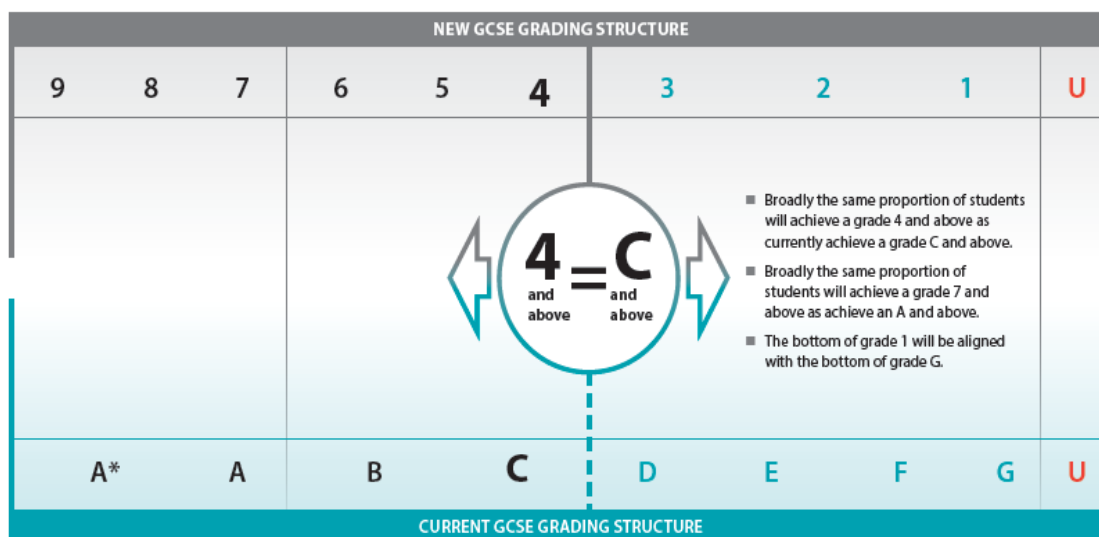 NEW GCSE GRADING STRUCTURE
9 8 7 6 5 4 3 2 1 U
4 and above = C and above
■ Broadly the same proportion of students
will achieve a grade 4 and above as
currently achieve a grade C and above.
■ Broadly the same proportion of
students will achieve a grade 7 and
above as achieve an A and above.
■ The bottom of grade 1 will be aligned
with the bottom of grade G.
A* A B C D E F G U
CURRENT GCSE GRADING STRUCTURE